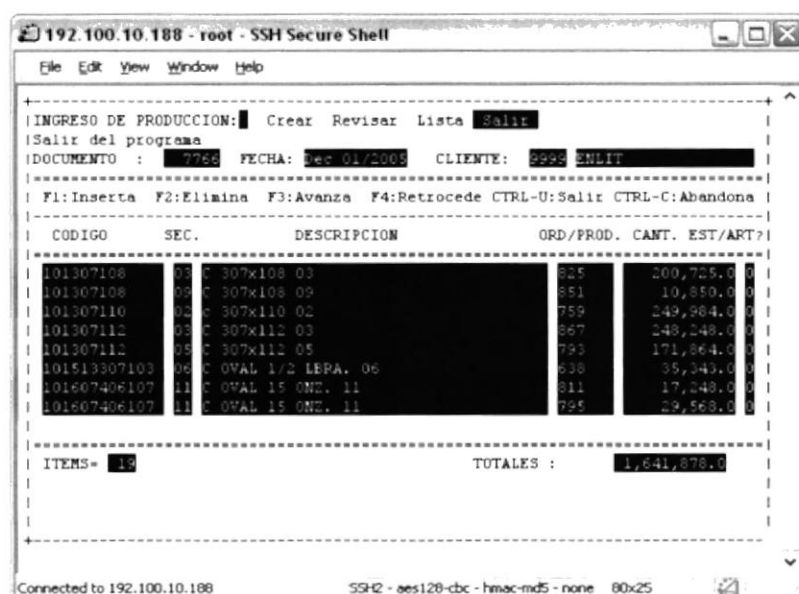 192.100.10.188 - root - SSH Secure Shell
File Edit View Window Help
INGRESO DE PRODUCCION: Crear Revisar Lista Salir
Salir del programa
DOCUMENTO : 7766 FECHA: Dec 01/2005 CLIENTE: 9999 ENLIT
F1:Inserta F2:Elimina F3:Avanza F4:Retrocede CTRL-U:Salir CTRL-C:Abandona
CODIGO SEC. DESCRIPCION ORD/PROD. CANT. EST/ART?
101307108 03 C 307x108 03 825 200,725.0 0
101307108 09 C 307x108 09 851 10,850.0 0
101307110 02 c 307x110 02 759 249,984.0 0
101307112 03 C 307x112 03 867 248,248.0 0
101307112 05 C 307x112 05 793 171,864.0 0
101513307103 06 C OVAL 1/2 LBRA. 06 638 35,343.0 0
101607406107 11 C OVAL 15 ONZ. 11 811 17,248.0 0
101607406107 11 C OVAL 15 ONZ. 11 795 29,568.0 0
ITEMS= 19 TOTALES : 1,641,878.0
Connected to 192.100.10.188 SSH2 - aes128-cbc - hmac-md5 - none 80x25